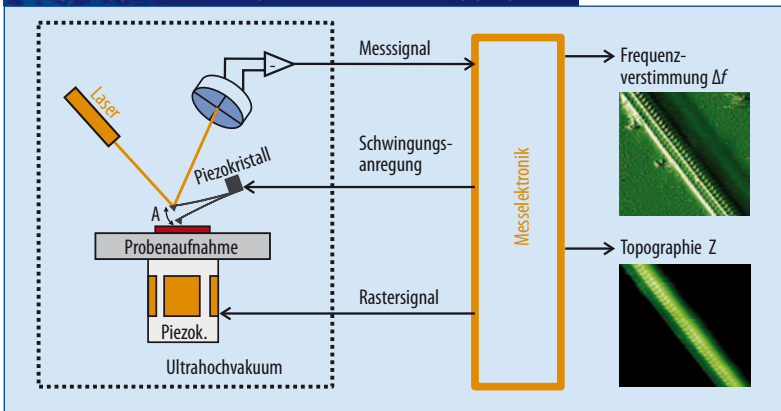 Messsignal
Frequenz-
verstimmung Δf
Laser
Schwingungs-
anregung
Piezokristall
Messelektronik
A
-
Probenaufnahme
Topographie Z
Rastersignal
Piezok.
Ultrahochvakuum